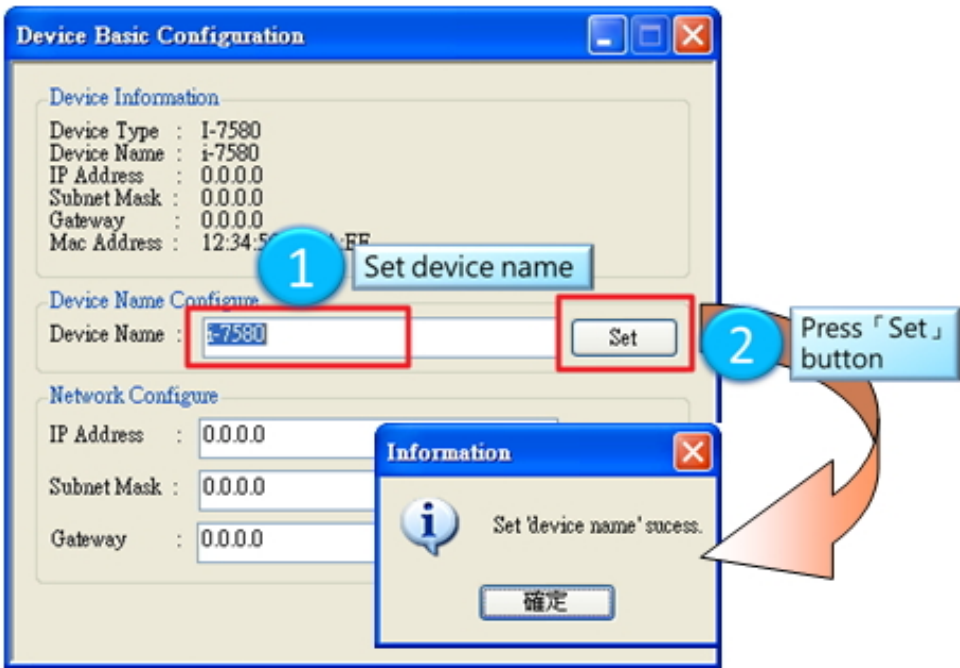 Device Basic Configuration
Device Information
Device Type : I-7580
Device Name : i-7580
IP Address : 0.0.0.0
Subnet Mask : 0.0.0.0
Gateway : 0.0.0.0
Mac Address : 12:34:5
1 Set device name
Device Name Configure
Device Name : i-7580 Set
2 Press「Set」
button
Network Configure
IP Address : 0.0.0.0
Subnet Mask : 0.0.0.0
Gateway : 0.0.0.0
Information
Set 'device name' sucess.
確定